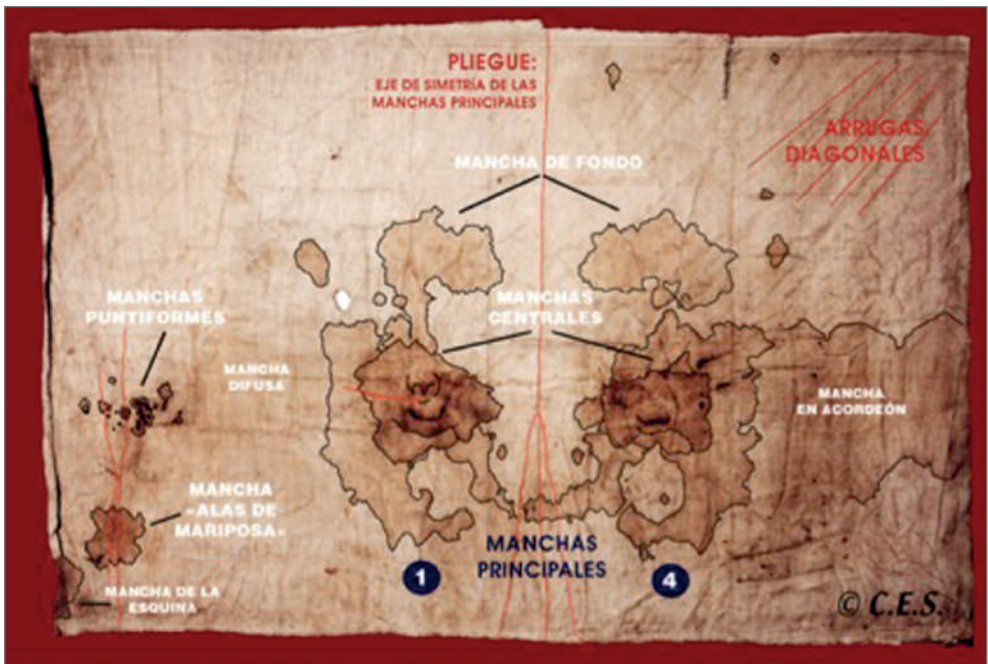 PLIEGUE:
EJE DE SIMETRÍA DE LAS
MANCHAS PRINCIPALES
ARRUGAS
DIAGONALES
MANCHA DE FONDO
MANCHAS
PUNTIFORMES
MANCHAS
CENTRALES
MANCHA
DIFUSA
MANCHA
EN ACORDEÓN
MANCHA
«ALAS DE
MARIPOSA»
MANCHAS
PRINCIPALES
1
4
MANCHA DE LA
ESQUINA
© C.E.S.